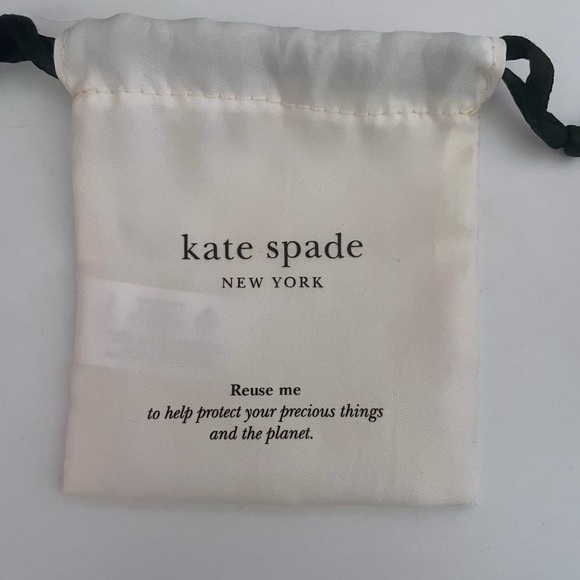 kate spade
NEW YORK
Reuse me
to help protect your precious things
and the planet.